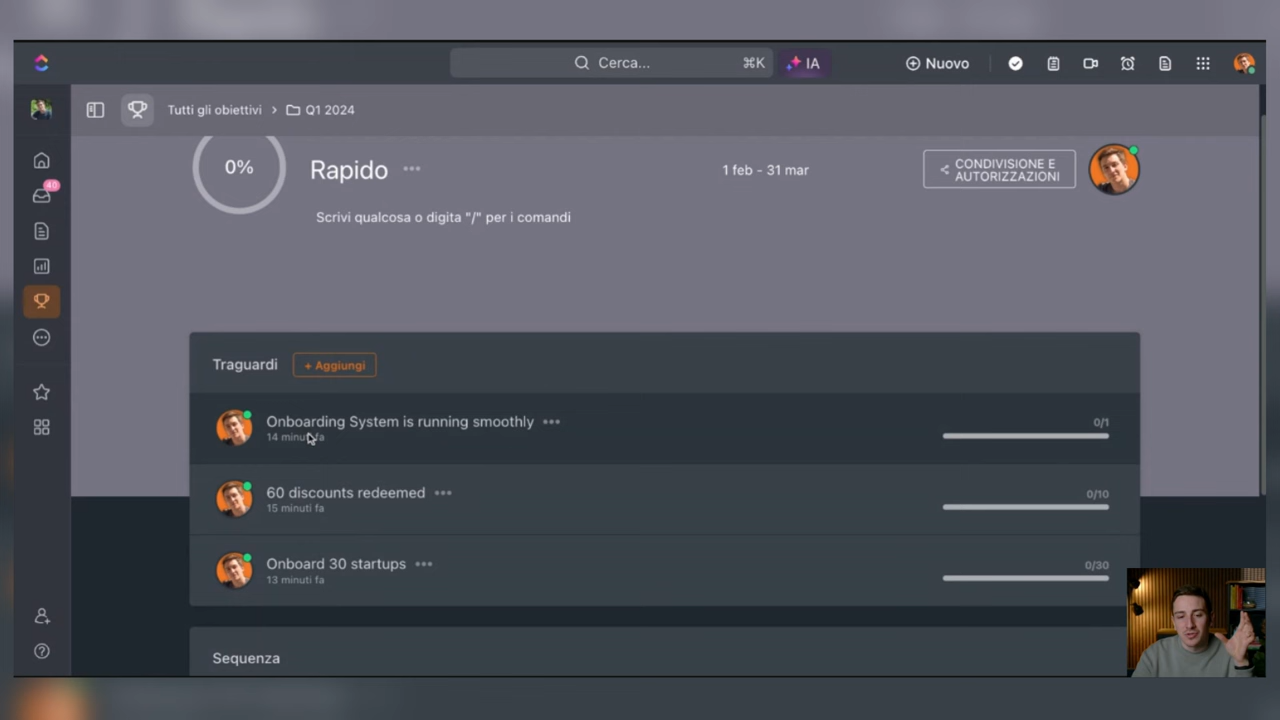 Cerca... ⌘K
IA
Nuovo
Tutti gli obiettivi > Q1 2024
40
0%
Rapido
1 feb - 31 mar
CONDIVISIONE E
AUTORIZZAZIONI
Scrivi qualcosa o digita "/" per i comandi
Traguardi
+ Aggiungi
Onboarding System is running smoothly
14 minuti fa
0/1
60 discounts redeemed
15 minuti fa
0/10
Onboard 30 startups
13 minuti fa
0/30
Sequenza